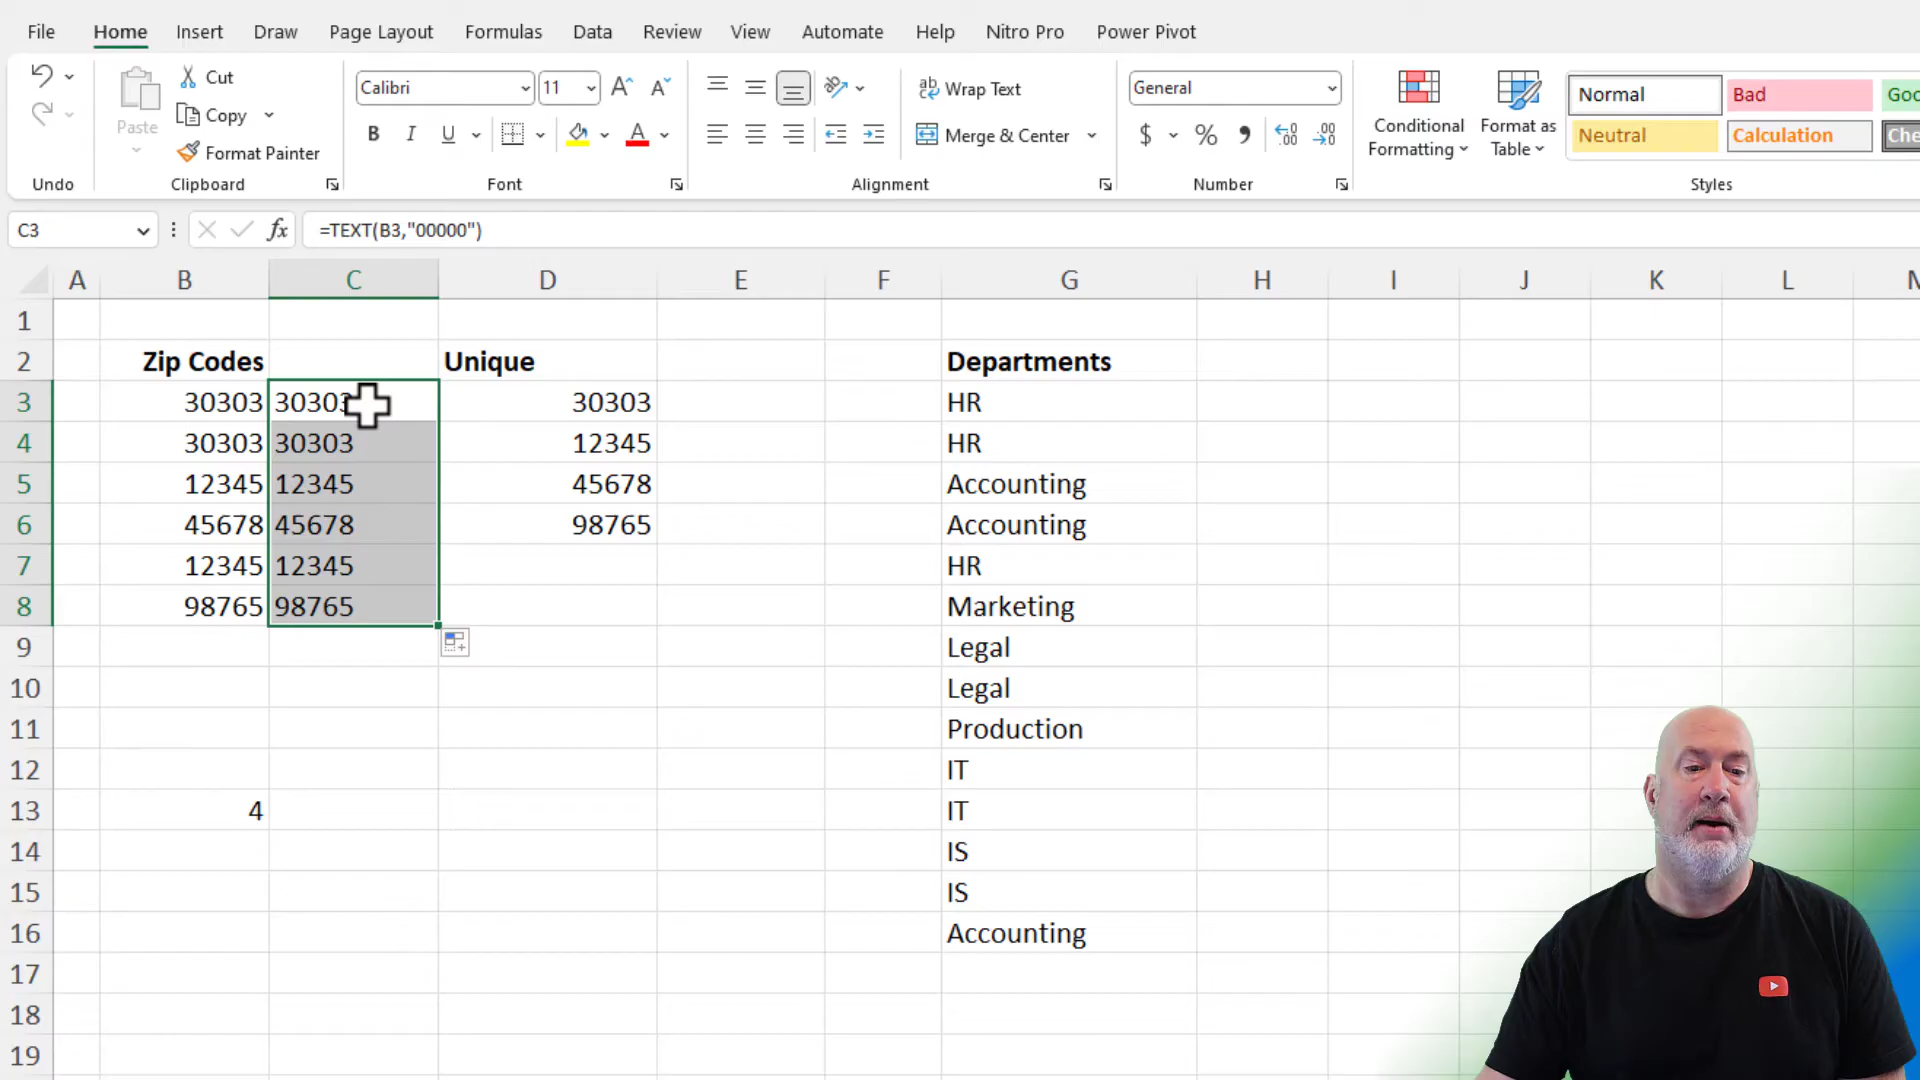 File Home Insert Draw Page Layout Formulas Data Review View Automate Help Nitro Pro Power Pivot
Paste
Cut
Copy
Format Painter
Calibri 11
B I U A
ab Wrap Text
Merge & Center
General
$ % 9 .00
Conditional Formatting
Format as Table
Normal Bad
Neutral Calculation
Undo Clipboard Font Alignment Number Styles
C3 fx =TEXT(B3,"00000")
A B C D E F G H I J K L
1
2 Zip Codes Unique Departments
3 30303 30303 30303 HR
4 30303 30303 12345 HR
5 12345 12345 45678 Accounting
6 45678 45678 98765 Accounting
7 12345 12345 HR
8 98765 98765 Marketing
9 Legal
10 Legal
11 Production
12 IT
13 4 IT
14 IS
15 IS
16 Accounting
17
18
19